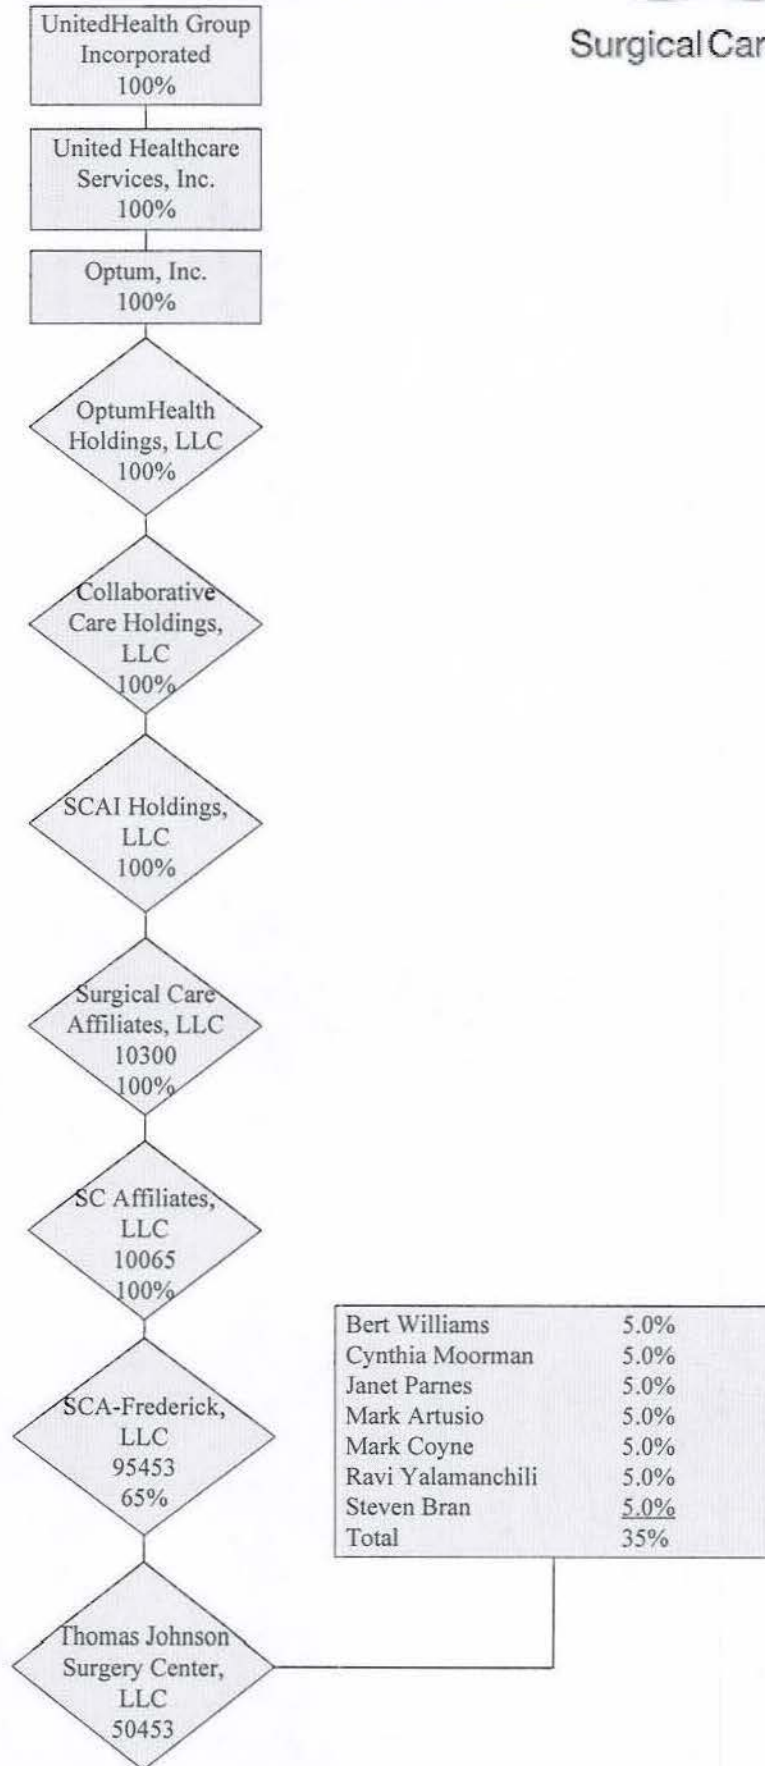 UnitedHealth Group
Incorporated
100%
Surgical Car
United Healthcare
Services, Inc.
100%
Optum, Inc.
100%
OptumHealth
Holdings, LLC
100%
Collaborative
Care Holdings,
LLC
100%
SCAI Holdings,
LLC
100%
Surgical Care
Affiliates, LLC
10300
100%
SC Affiliates,
LLC
10065
100%
SCA-Frederick,
LLC
95453
65%
Bert Williams 5.0%
Cynthia Moorman 5.0%
Janet Parnes 5.0%
Mark Artusio 5.0%
Mark Coyne 5.0%
Ravi Yalamanchili 5.0%
Steven Bran 5.0%
Total 35%
Thomas Johnson
Surgery Center,
LLC
50453